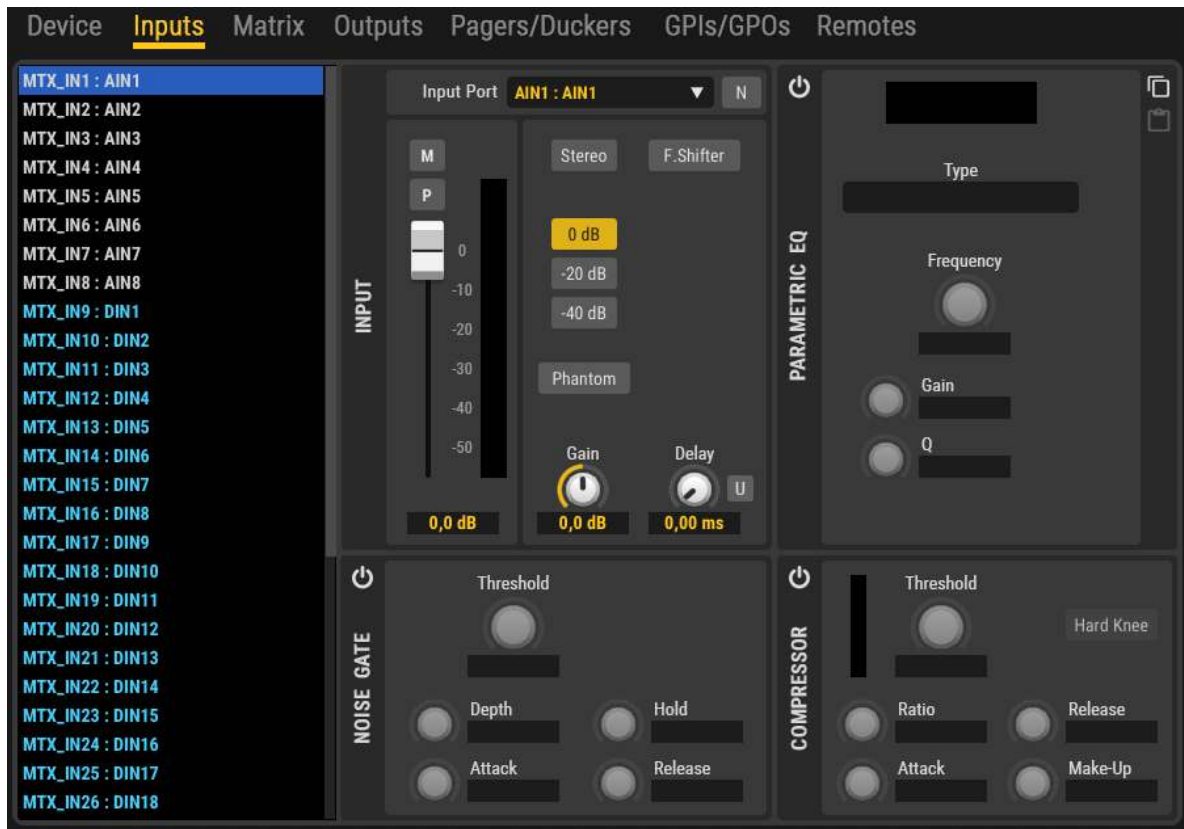 Device Inputs Matrix Outputs Pagers/Duckers GPIs/GPOs Remotes
MTX_IN1 : AIN1
MTX_IN2 : AIN2
MTX_IN3 : AIN3
MTX_IN4 : AIN4
MTX_IN5 : AIN5
MTX_IN6 : AIN6
MTX_IN7 : AIN7
MTX_IN8 : AIN8
MTX_IN9 : DIN1
MTX_IN10 : DIN2
MTX_IN11 : DIN3
MTX_IN12 : DIN4
MTX_IN13 : DIN5
MTX_IN14 : DIN6
MTX_IN15 : DIN7
MTX_IN16 : DIN8
MTX_IN17 : DIN9
MTX_IN18 : DIN10
MTX_IN19 : DIN11
MTX_IN20 : DIN12
MTX_IN21 : DIN13
MTX_IN22 : DIN14
MTX_IN23 : DIN15
MTX_IN24 : DIN16
MTX_IN25 : DIN17
MTX_IN26 : DIN18
INPUT
Input Port AIN1 : AIN1 N
M
P
0
-10
-20
-30
-40
-50
0,0 dB
Stereo F.Shifter
0 dB
-20 dB
-40 dB
Phantom
Gain Delay
U
0,0 dB 0,00 ms
PARAMETRIC EQ
Type
Frequency
Gain
Q
NOISE GATE
Threshold
Depth Hold
Attack Release
COMPRESSOR
Threshold
Hard Knee
Ratio Release
Attack Make-Up